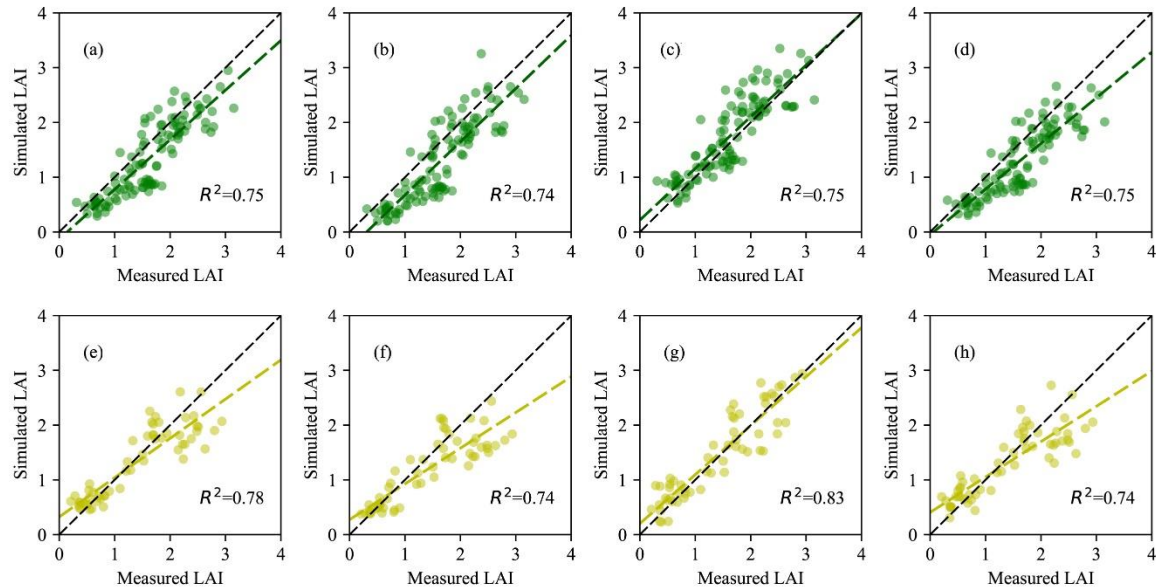 (a)
Simulated LAI
4
3
2
1
0
R²=0.75
0 1 2 3 4
Measured LAI
(b)
Simulated LAI
4
3
2
1
0
R²=0.74
0 1 2 3 4
Measured LAI
(c)
Simulated LAI
4
3
2
1
0
R²=0.75
0 1 2 3 4
Measured LAI
(d)
Simulated LAI
4
3
2
1
0
R²=0.75
0 1 2 3 4
Measured LAI
(e)
Simulated LAI
4
3
2
1
0
R²=0.78
0 1 2 3 4
Measured LAI
(f)
Simulated LAI
4
3
2
1
0
R²=0.74
0 1 2 3 4
Measured LAI
(g)
Simulated LAI
4
3
2
1
0
R²=0.83
0 1 2 3 4
Measured LAI
(h)
Simulated LAI
4
3
2
1
0
R²=0.74
0 1 2 3 4
Measured LAI